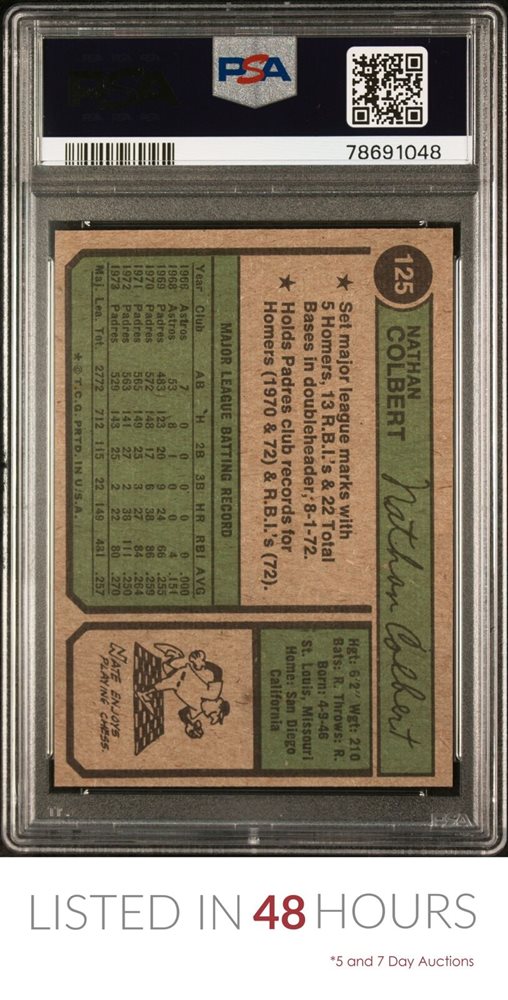 PSA
PSA
78691048
125
NATHAN
COLBERT
Nathan Colbert
★ Set major league marks with
5 Homers, 13 R.B.I.'s & 22 Total
Bases in doubleheader, 8-1-72.
★ Holds Padres club records for
Homers (1970 & 72) & R.B.I.'s (72).
Hgt: 6'2" Wgt: 210
Bats: R. Throws: R.
Born: 4-9-46
St. Louis, Missouri
Home: San Diego
California
MAJOR LEAGUE BATTING RECORD
Year Club AB H 2B 3B HR RBI AVG
1966 Astros 7 0 0 0 0 0 .000
1968 Astros 53 8 1 0 0 4 .151
1969 Padres 483 123 20 9 24 66 .255
1970 Padres 572 148 17 6 38 86 .259
1971 Padres 565 149 25 3 27 84 .264
1972 Padres 563 141 27 2 38 111 .250
1973 Padres 529 143 25 2 22 80 .270
Maj. Lea. Tot 2772 712 115 22 149 431 .257
NATE ENJOYS
PLAYING CHESS.
★ © T.C.G. PRTD. IN U.S.A.
PSA
LISTED IN 48 HOURS
*5 and 7 Day Auctions